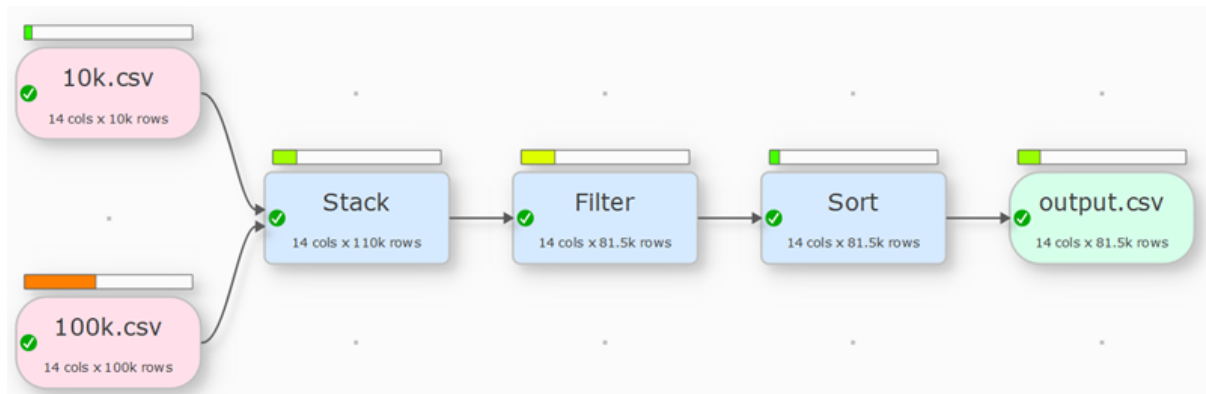 10k.csv
14 cols x 10k rows
100k.csv
14 cols x 100k rows
Stack
14 cols x 110k rows
Filter
14 cols x 81.5k rows
Sort
14 cols x 81.5k rows
output.csv
14 cols x 81.5k rows